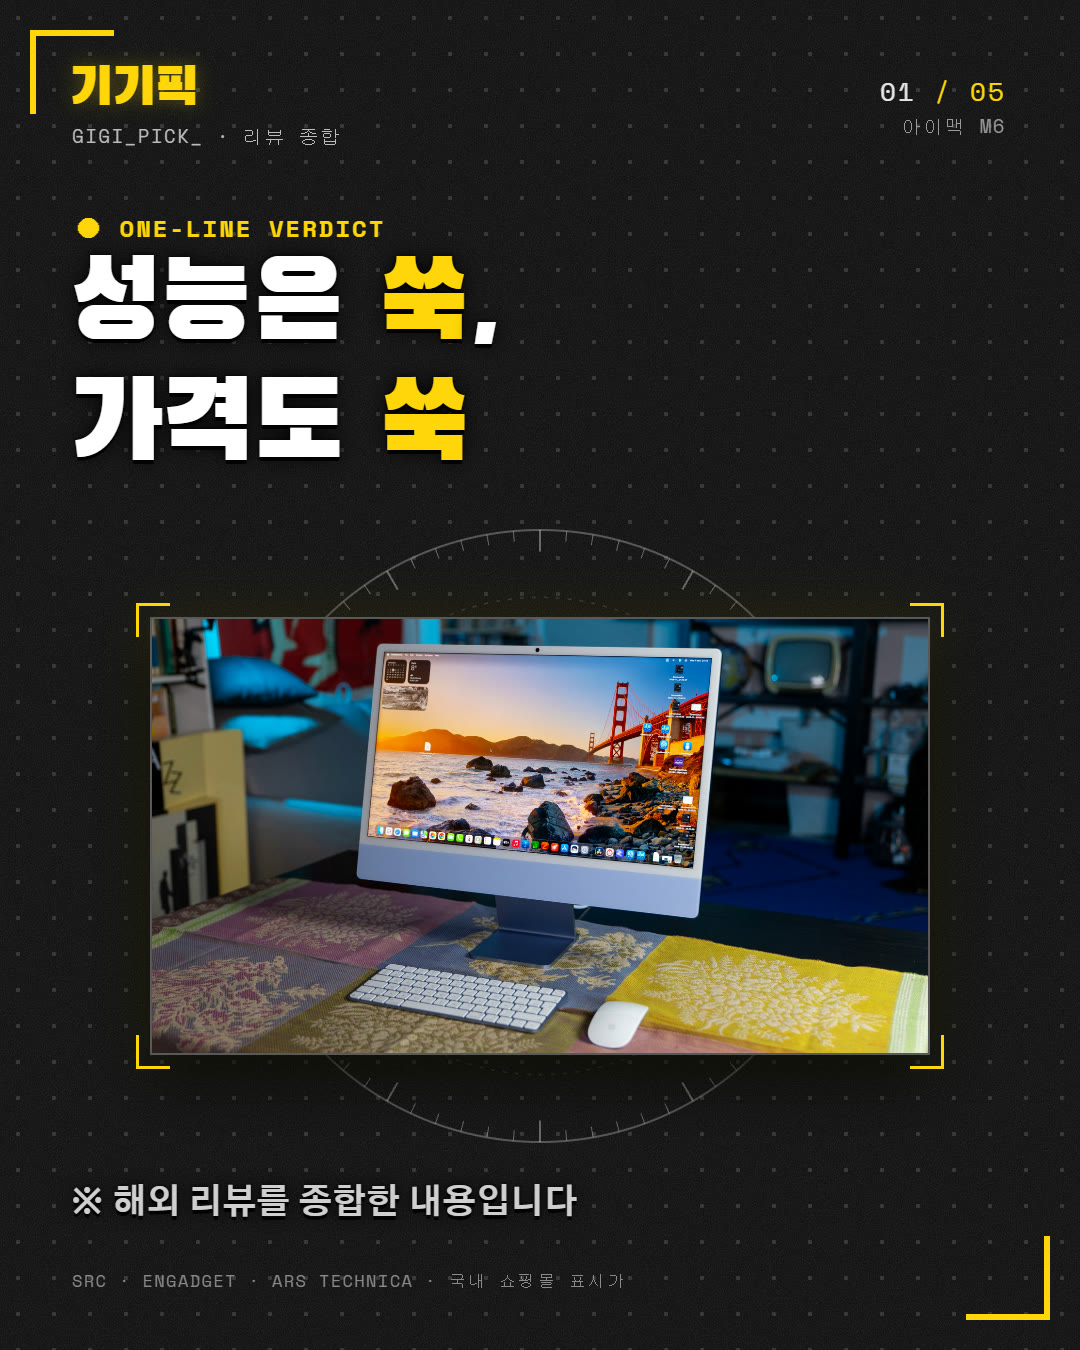 기기픽
GIGI_PICK_ · 리뷰 종합
01 / 05
아이맥 M6
ONE-LINE VERDICT
성능은 쑥,
가격도 쑥
※ 해외 리뷰를 종합한 내용입니다
SRC · ENGADGET · ARS TECHNICA · 국내 쇼핑몰 표시가